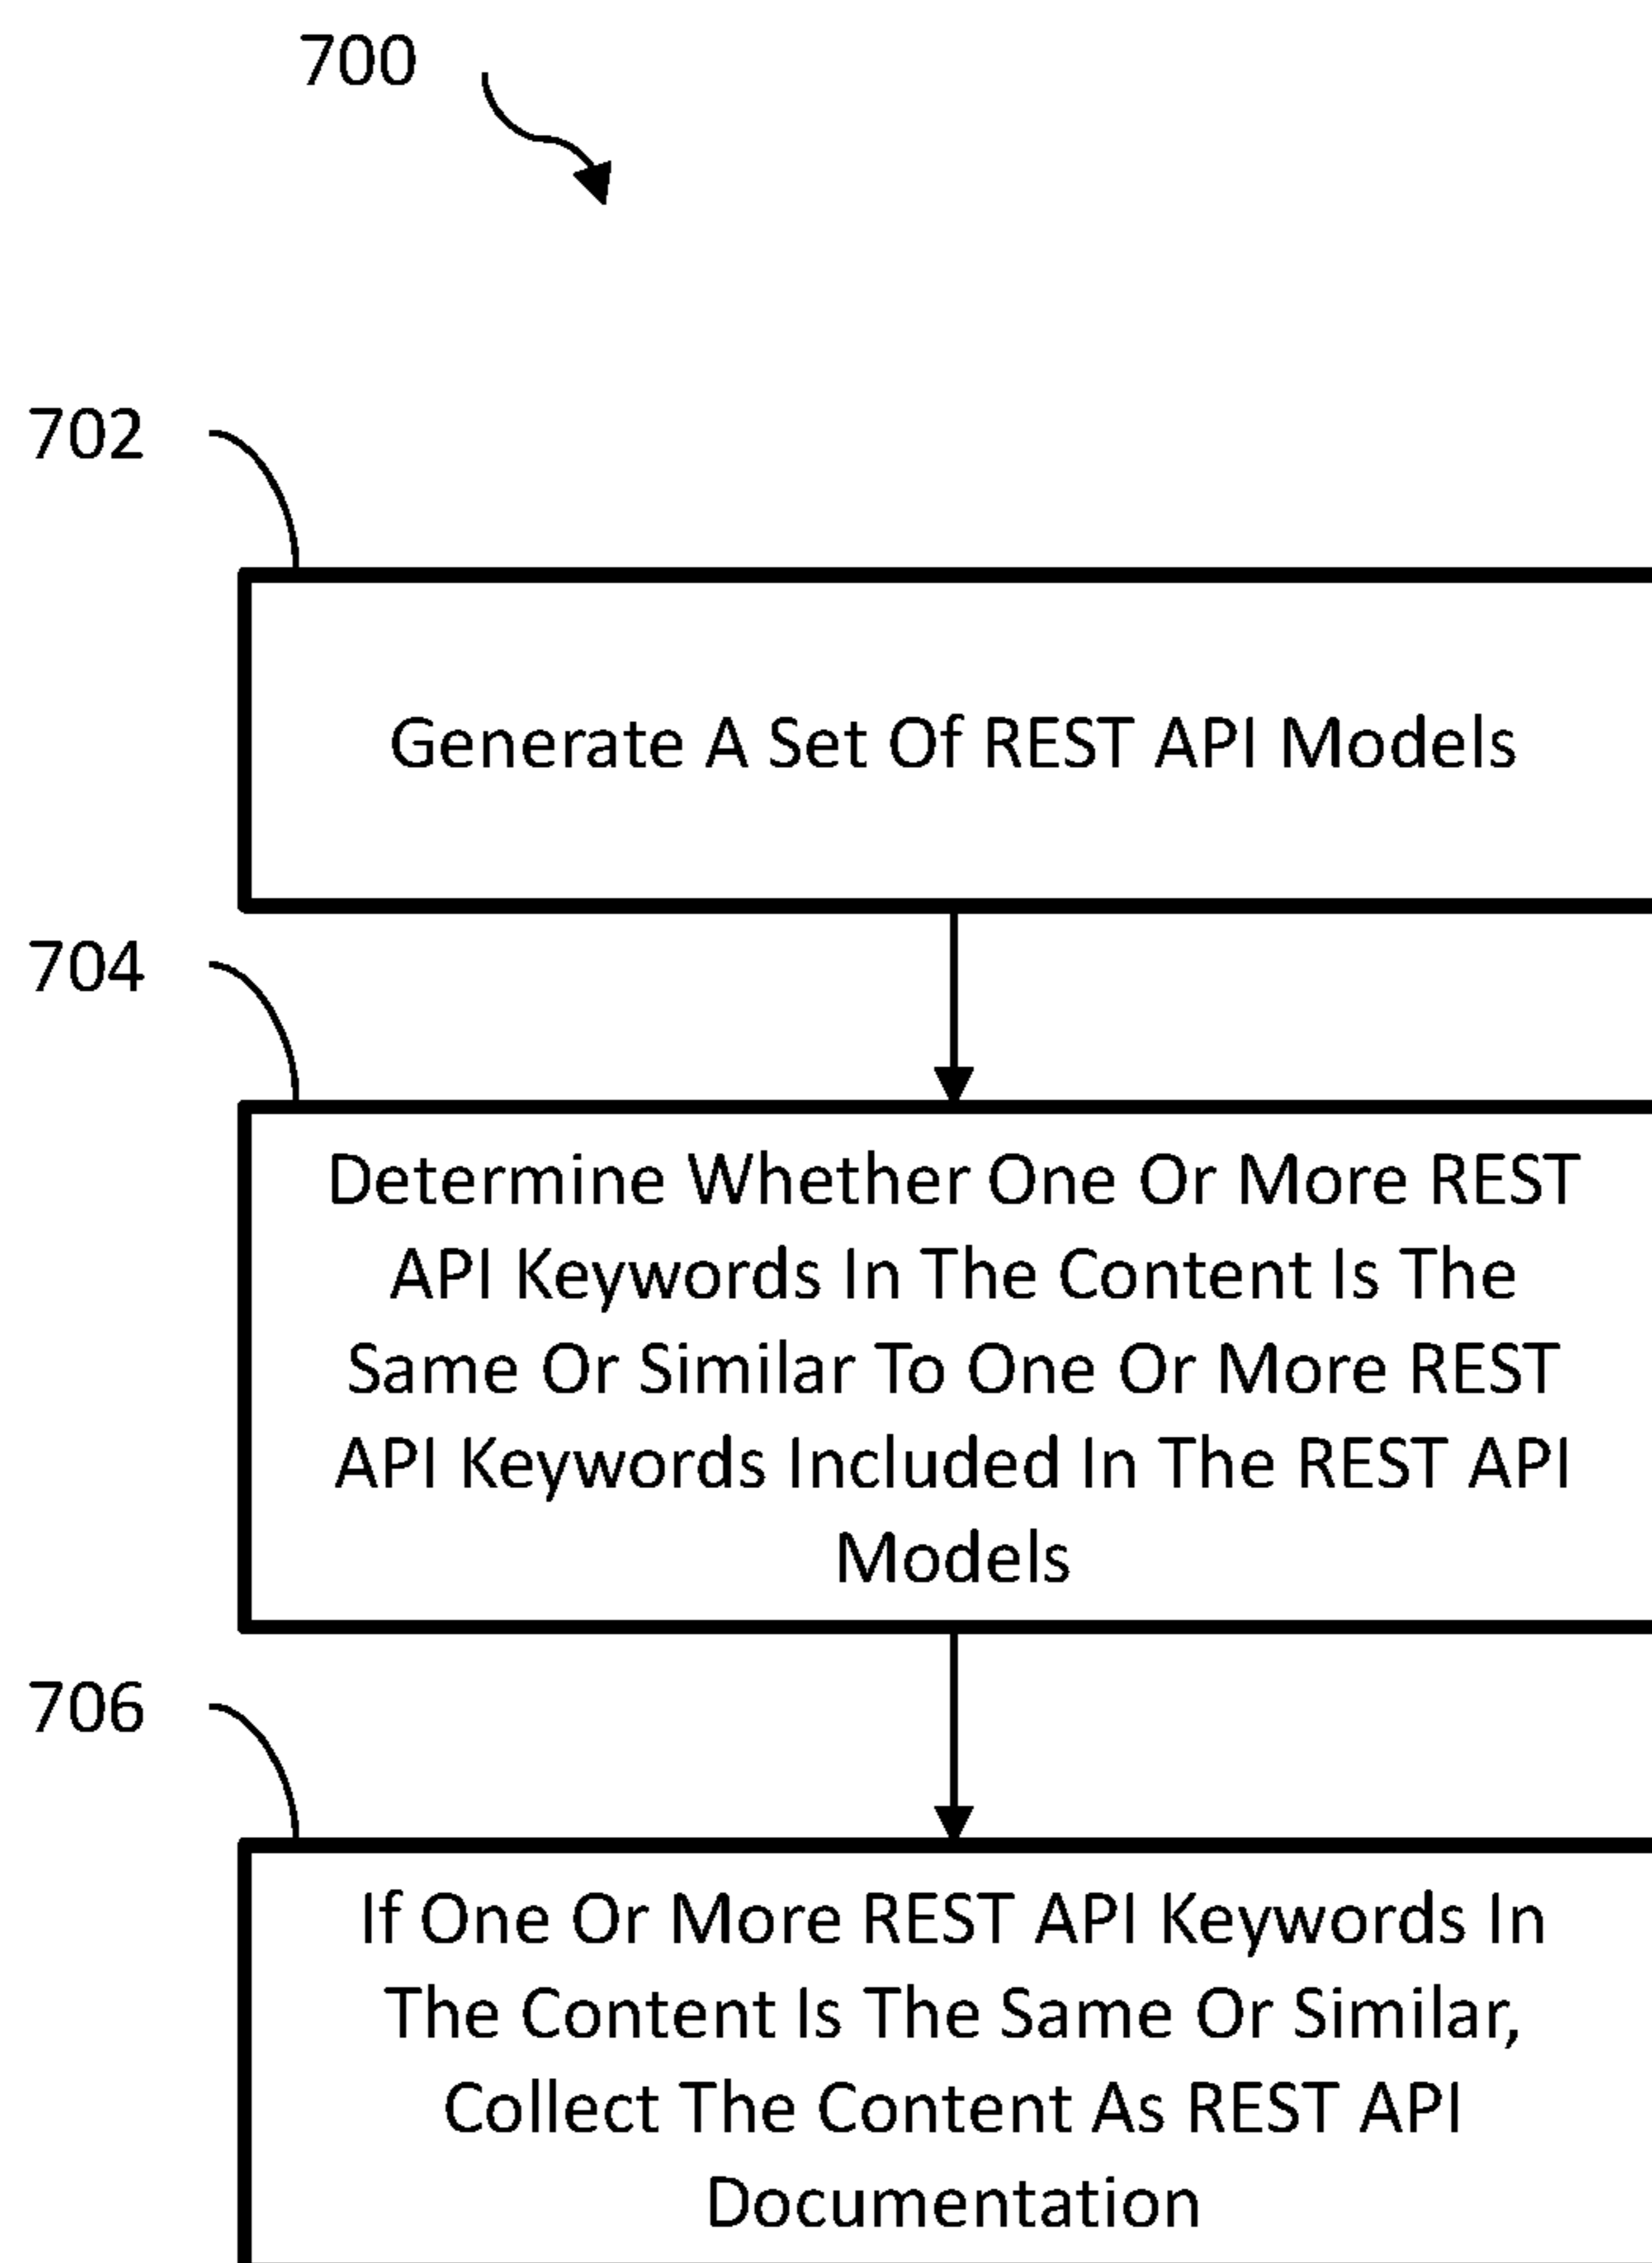 700
702
Generate A Set Of REST API Models
704
Determine Whether One Or More REST
API Keywords In The Content Is The
Same Or Similar To One Or More REST
API Keywords Included In The REST API
Models
706
If One Or More REST API Keywords In
The Content Is The Same Or Similar,
Collect The Content As REST API
Documentation